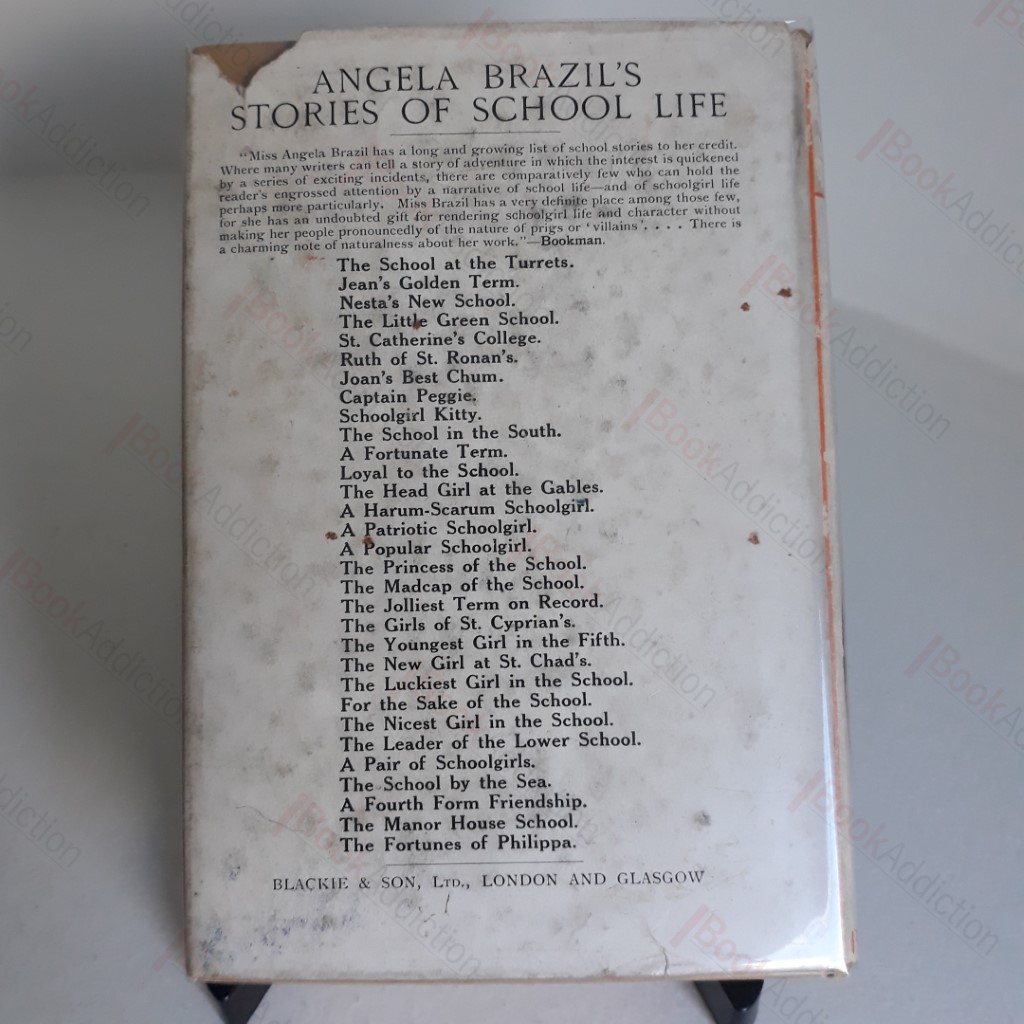 ANGELA BRAZIL'S
STORIES OF SCHOOL LIFE
"Miss Angela Brazil has a long and growing list of school stories to her credit.
Where many writers can tell a story of adventure in which the interest is quickened
by a series of exciting incidents, there are comparatively few who can hold the
reader's engrossed attention by a narrative of school life—and of schoolgirl life
perhaps more particularly. Miss Brazil has a very definite place among those few,
for she has an undoubted gift for rendering schoolgirl life and character without
making her people pronouncedly of the nature of prigs or 'villains'. . . . There is
a charming note of naturalness about her work."—Bookman.
The School at the Turrets.
Jean's Golden Term.
Nesta's New School.
The Little Green School.
St. Catherine's College.
Ruth of St. Ronan's.
Joan's Best Chum.
Captain Peggie.
Schoolgirl Kitty.
The School in the South.
A Fortunate Term.
Loyal to the School.
The Head Girl at the Gables.
A Harum-Scarum Schoolgirl.
A Patriotic Schoolgirl.
A Popular Schoolgirl.
The Princess of the School.
The Madcap of the School.
The Jolliest Term on Record.
The Girls of St. Cyprian's.
The Youngest Girl in the Fifth.
The New Girl at St. Chad's.
The Luckiest Girl in the School.
For the Sake of the School.
The Nicest Girl in the School.
The Leader of the Lower School.
A Pair of Schoolgirls.
The School by the Sea.
A Fourth Form Friendship.
The Manor House School.
The Fortunes of Philippa.
BLACKIE & SON, LTD., LONDON AND GLASGOW
BookAddiction